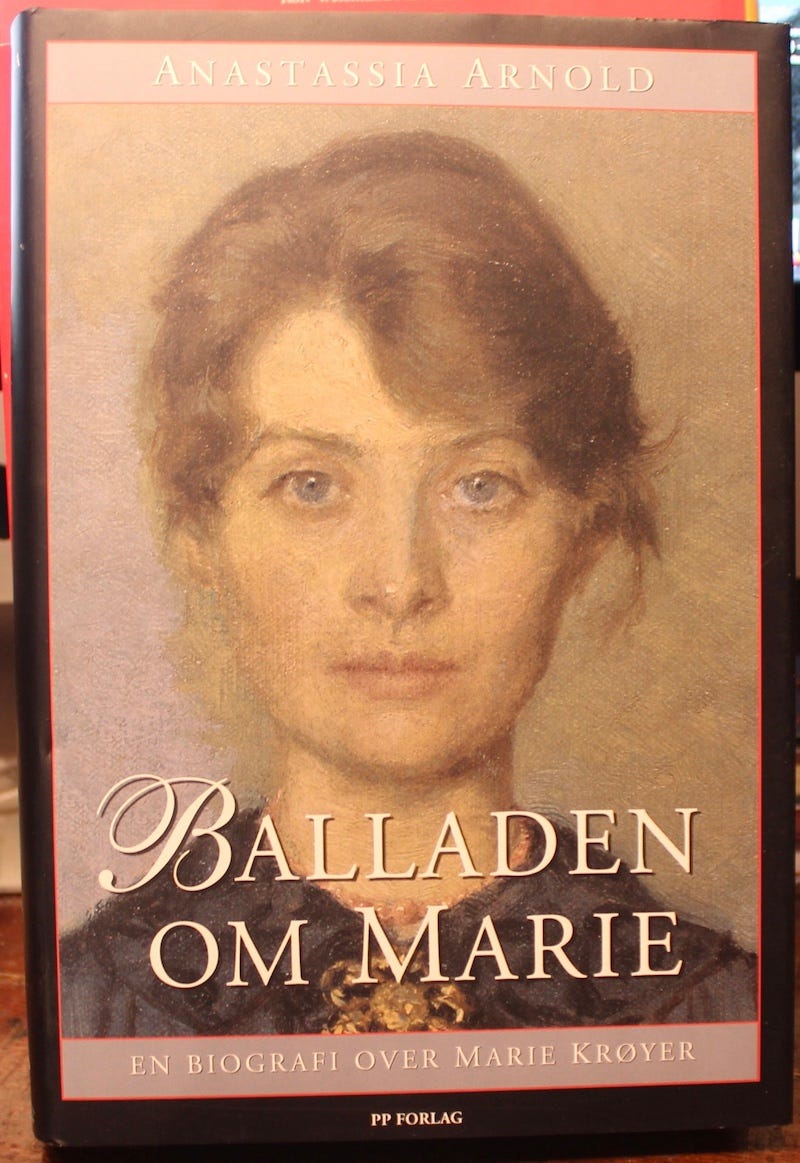 ANASTASSIA ARNOLD
BALLADEN
OM MARIE
EN BIOGRAFI OVER MARIE KRØYER
PP FORLAG